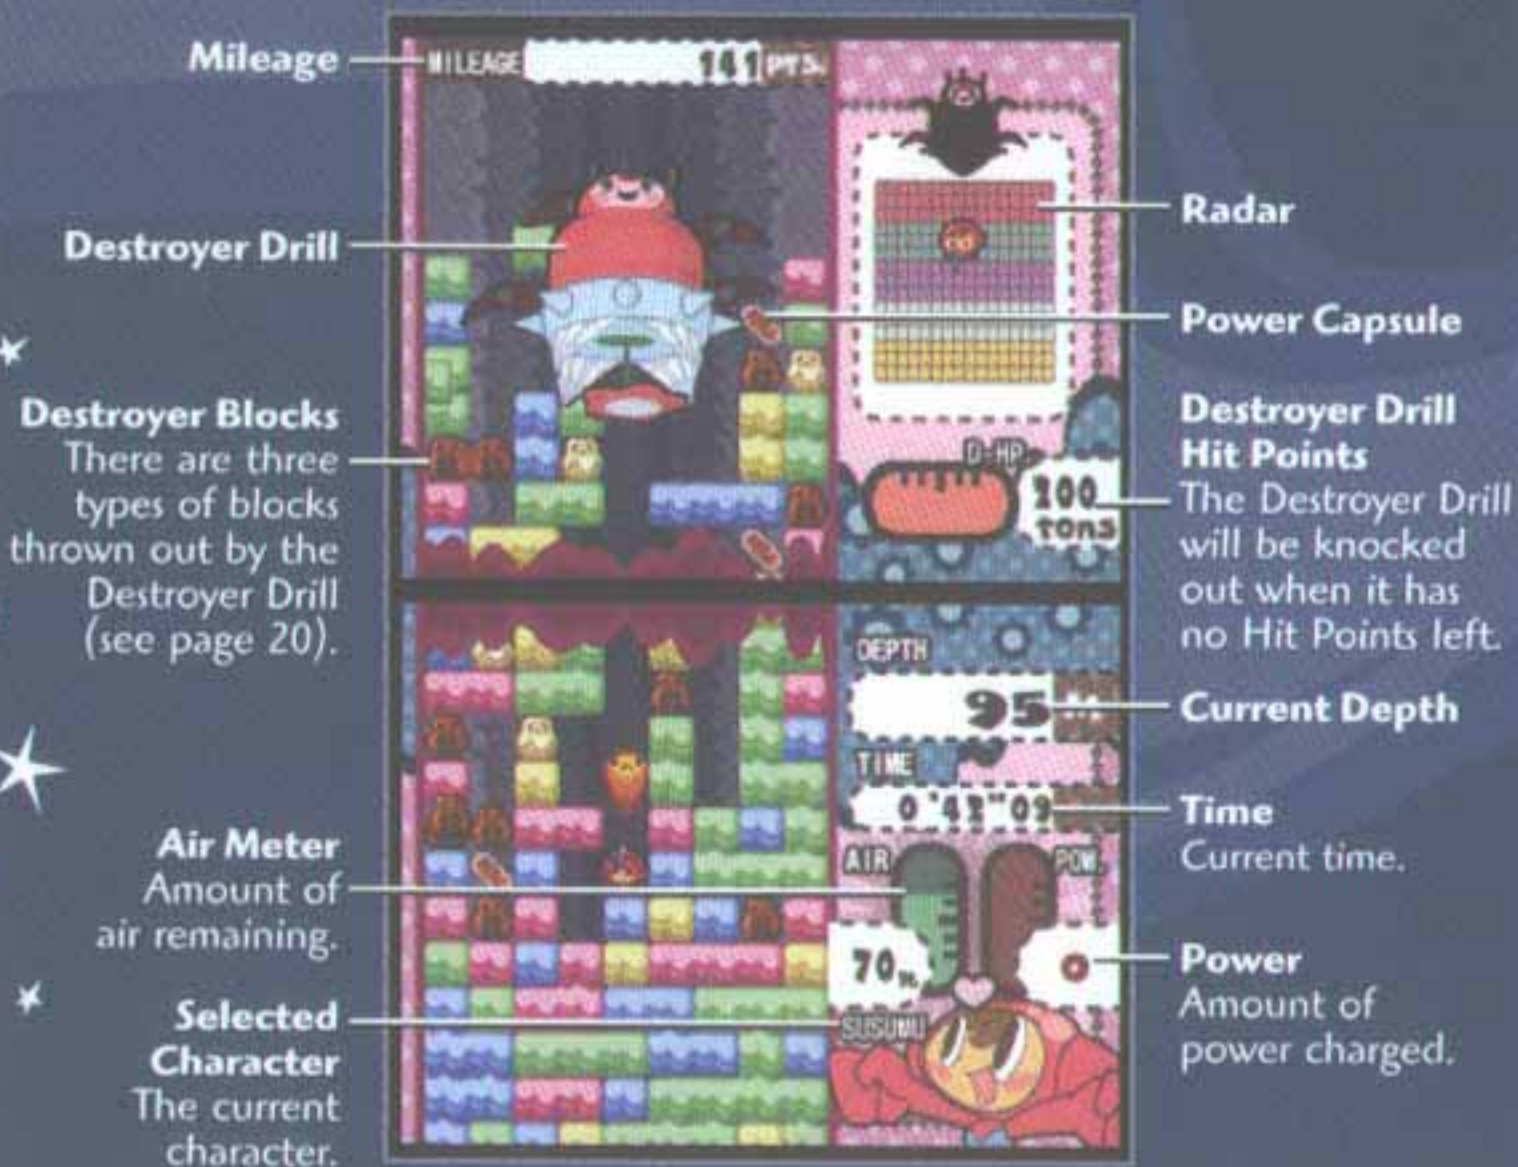 Mileage
MILEAGE 141 PTS.
Destroyer Drill
Radar
Power Capsule
Destroyer Blocks
There are three
types of blocks
thrown out by the
Destroyer Drill
(see page 20).
Destroyer Drill
Hit Points
The Destroyer Drill
will be knocked
out when it has
no Hit Points left.
D-HP
tons
DEPTH
95
Current Depth
TIME
Time
Current time.
AIR
POW.
Air Meter
Amount of
air remaining.
70%
0
Power
Amount of
power charged.
Selected
Character
The current
character.
SUSUMU